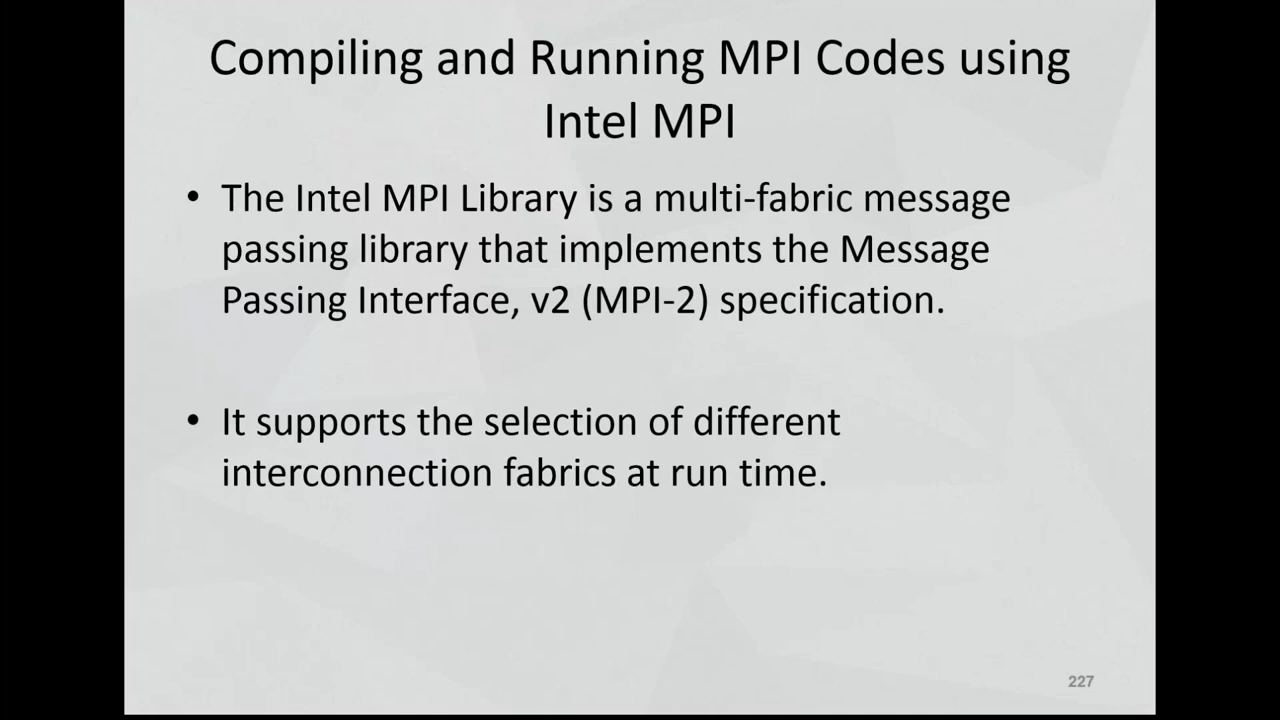 Compiling and Running MPI Codes using
Intel MPI
• The Intel MPI Library is a multi-fabric message
passing library that implements the Message
Passing Interface, v2 (MPI-2) specification.
• It supports the selection of different
interconnection fabrics at run time.
227